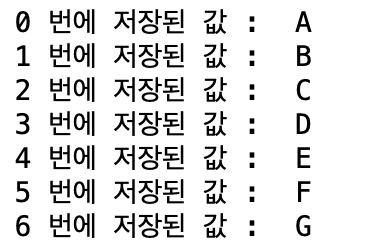 0 번에 저장된 값 :  A
1 번에 저장된 값 :  B
2 번에 저장된 값 :  C
3 번에 저장된 값 :  D
4 번에 저장된 값 :  E
5 번에 저장된 값 :  F
6 번에 저장된 값 :  G